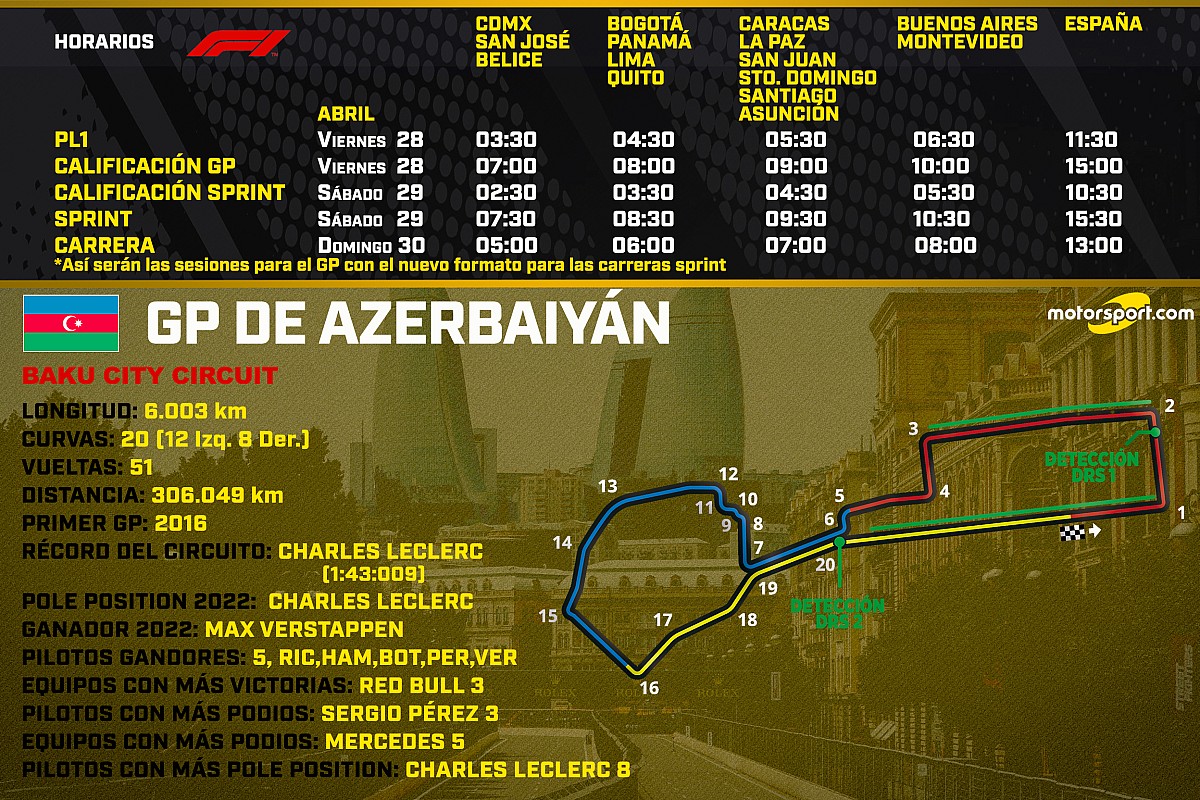 HORARIOS
F1
CDMX
SAN JOSÉ
BELICE
BOGOTÁ
PANAMÁ
LIMA
QUITO
CARACAS
LA PAZ
SAN JUAN
STO. DOMINGO
SANTIAGO
ASUNCIÓN
BUENOS AIRES
MONTEVIDEO
ESPAÑA
ABRIL
PL1 VIERNES 28 03:30 04:30 05:30 06:30 11:30
CALIFICACIÓN GP VIERNES 28 07:00 08:00 09:00 10:00 15:00
CALIFICACIÓN SPRINT SÁBADO 29 02:30 03:30 04:30 05:30 10:30
SPRINT SÁBADO 29 07:30 08:30 09:30 10:30 15:30
CARRERA DOMINGO 30 05:00 06:00 07:00 08:00 13:00
*Así serán las sesiones para el GP con el nuevo formato para las carreras sprint
GP DE AZERBAIYÁN
motorsport.com
BAKU CITY CIRCUIT
LONGITUD: 6.003 km
CURVAS: 20 (12 Izq. 8 Der.)
VUELTAS: 51
DISTANCIA: 306.049 km
PRIMER GP: 2016
RÉCORD DEL CIRCUITO: CHARLES LECLERC
(1:43:009)
POLE POSITION 2022: CHARLES LECLERC
GANADOR 2022: MAX VERSTAPPEN
PILOTOS GANDORES: 5, RIC,HAM,BOT,PER,VER
EQUIPOS CON MÁS VICTORIAS: RED BULL 3
PILOTOS CON MÁS PODIOS: SERGIO PÉREZ 3
EQUIPOS CON MÁS PODIOS: MERCEDES 5
PILOTOS CON MÁS POLE POSITION: CHARLES LECLERC 8
1
2
3
4
5
6
7
8
9
10
11
12
13
14
15
16
17
18
19
20
DETECCIÓN
DRS 1
DETECCIÓN
DRS 2
ROLEX
ROLEX
ROLEX